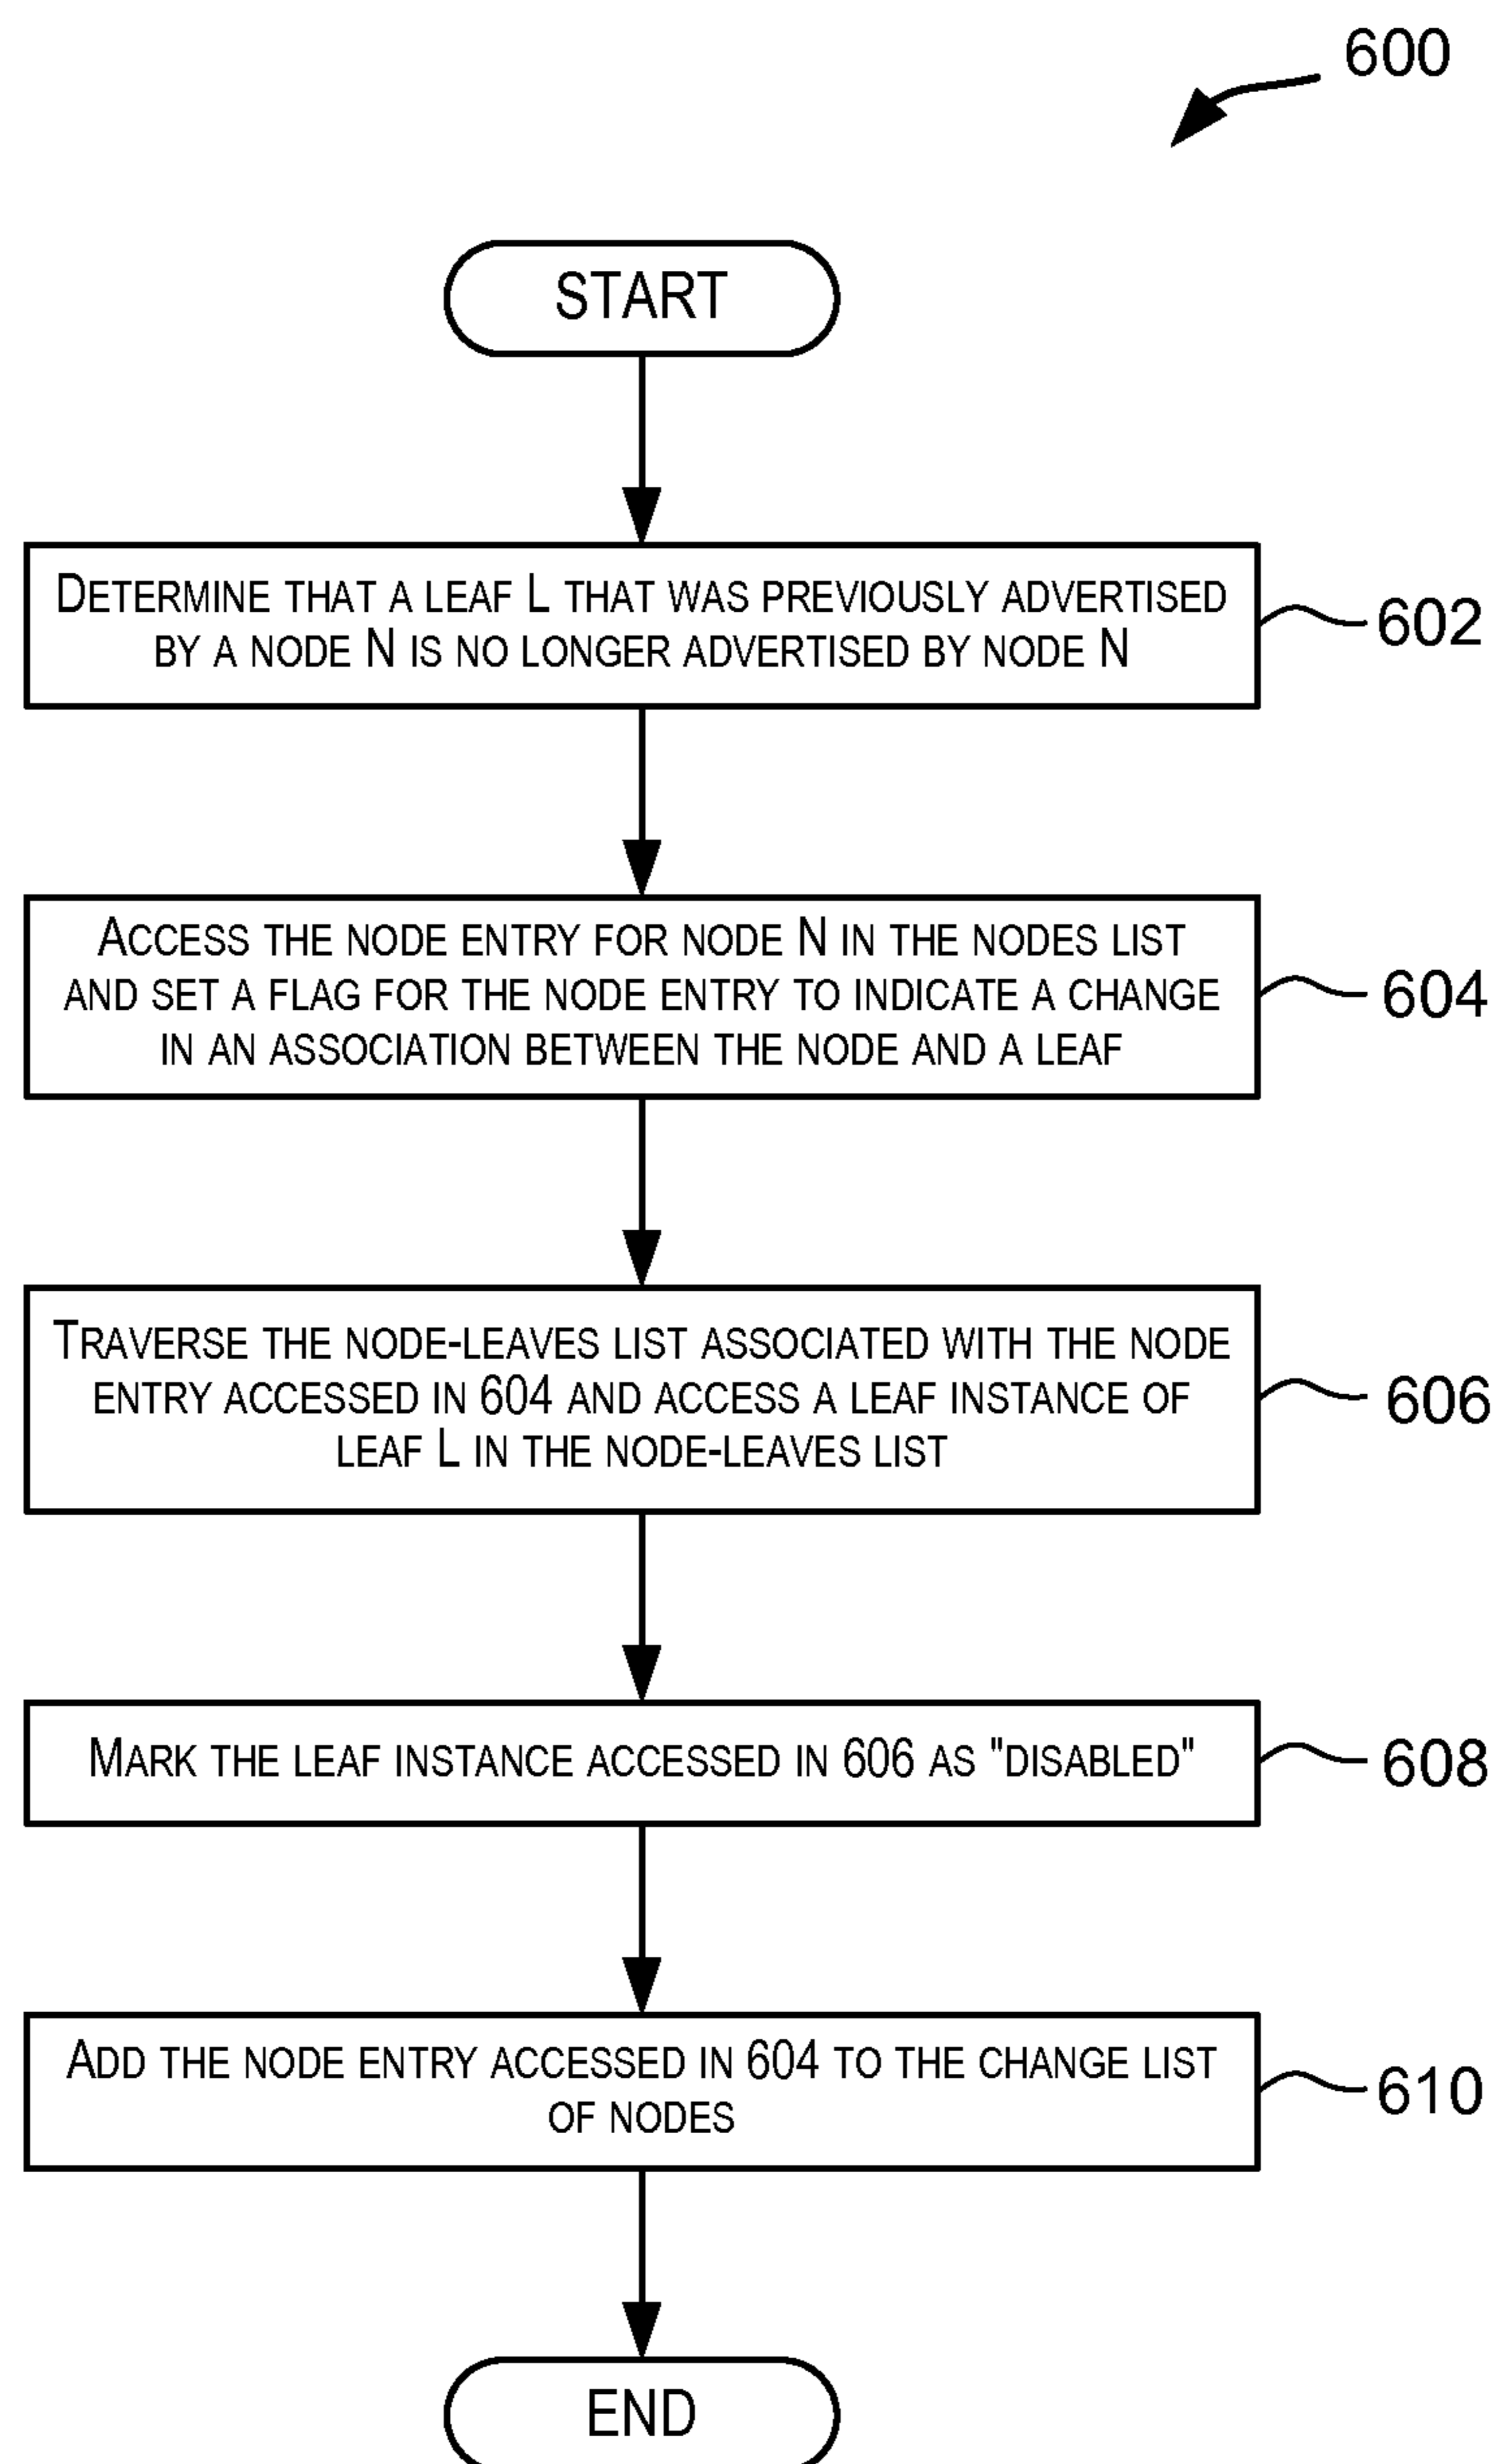 600
START
DETERMINE THAT A LEAF L THAT WAS PREVIOUSLY ADVERTISED
BY A NODE N IS NO LONGER ADVERTISED BY NODE N
602
ACCESS THE NODE ENTRY FOR NODE N IN THE NODES LIST
AND SET A FLAG FOR THE NODE ENTRY TO INDICATE A CHANGE
IN AN ASSOCIATION BETWEEN THE NODE AND A LEAF
604
TRAVERSE THE NODE-LEAVES LIST ASSOCIATED WITH THE NODE
ENTRY ACCESSED IN 604 AND ACCESS A LEAF INSTANCE OF
LEAF L IN THE NODE-LEAVES LIST
606
MARK THE LEAF INSTANCE ACCESSED IN 606 AS "DISABLED"
608
ADD THE NODE ENTRY ACCESSED IN 604 TO THE CHANGE LIST
OF NODES
610
END